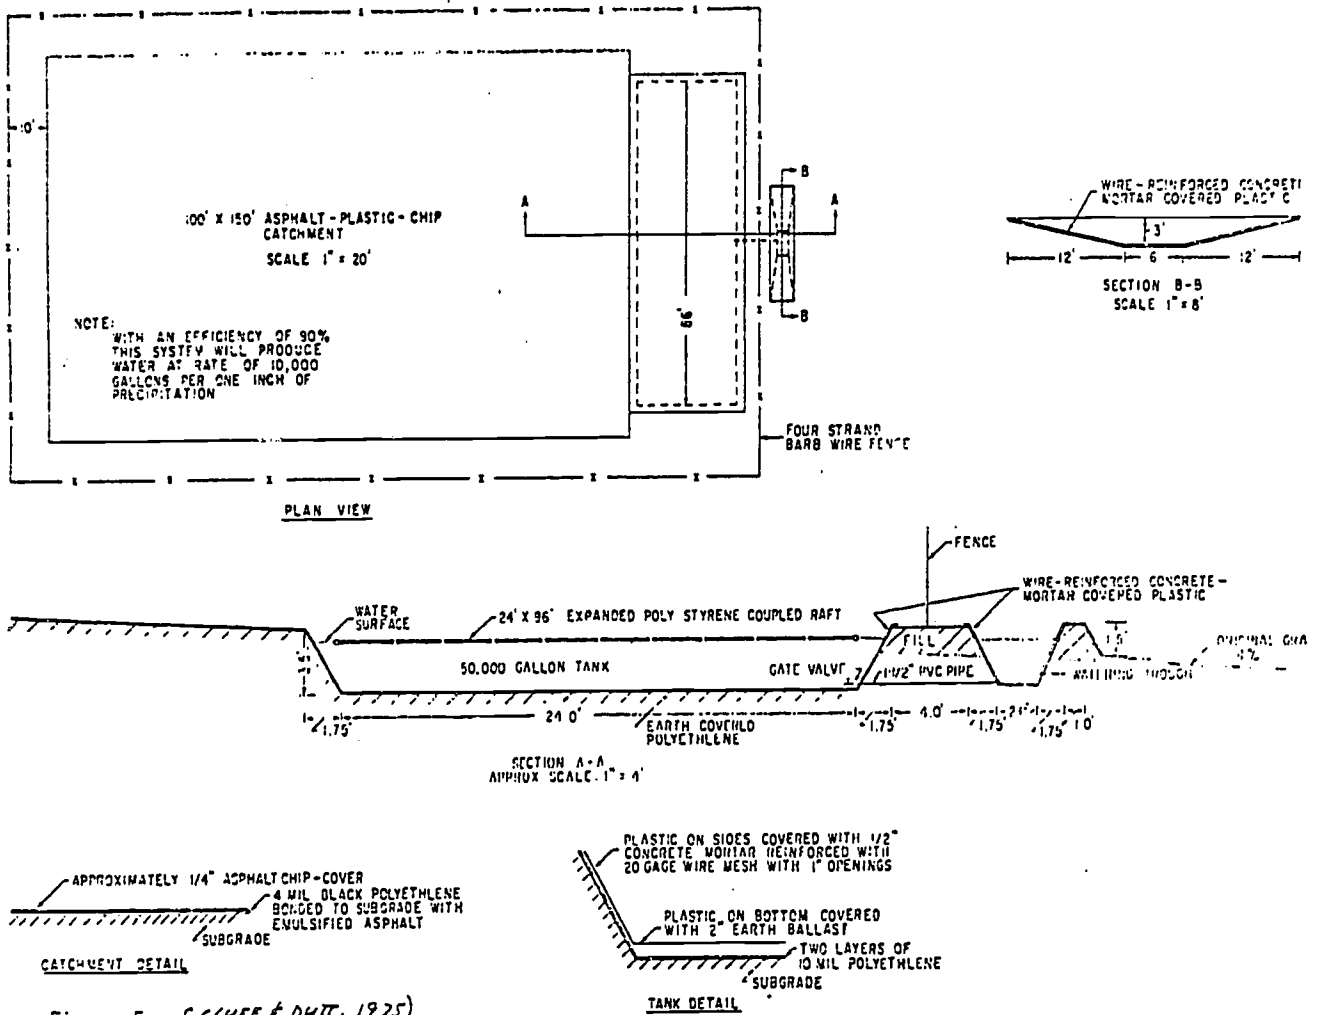 10'
100' X 150' ASPHALT-PLASTIC-CHIP
CATCHMENT
SCALE 1" = 20'
NOTE:
WITH AN EFFICIENCY OF 90%
THIS SYSTEM WILL PRODUCE
WATER AT RATE OF 10,000
GALLONS PER ONE INCH OF
PRECIPITATION
A
A
B
B
66'
FOUR STRAND
BARB WIRE FENCE
PLAN VIEW
WIRE-REINFORCED CONCRETE
MORTAR COVERED PLASTIC
3'
12'
6
12'
SECTION B-B
SCALE 1" = 8'
FENCE
WATER
SURFACE
24' X 96' EXPANDED POLY STYRENE COUPLED RAFT
WIRE-REINFORCED CONCRETE-
MORTAR COVERED PLASTIC
FILL
50,000 GALLON TANK
GATE VALVE
1 1/2" PVC PIPE
WATERING TROUGH
ORIGINAL
1.75'
24.0'
EARTH COVERED
POLYETHLENE
1.75'
4.0'
1.75'
1.75'
1.0'
SECTION A-A
APPROX SCALE. 1" = 4'
APPROXIMATELY 1/4" ASPHALT CHIP-COVER
4 MIL BLACK POLYETHLENE
BONDED TO SUBGRADE WITH
EMULSIFIED ASPHALT
SUBGRADE
CATCHMENT DETAIL
PLASTIC ON SIDES COVERED WITH 1/2"
CONCRETE MORTAR REINFORCED WITH
20 GAGE WIRE MESH WITH 1" OPENINGS
PLASTIC ON BOTTOM COVERED
WITH 2" EARTH BALLAST
TWO LAYERS OF
10 MIL POLYETHLENE
SUBGRADE
TANK DETAIL
1975)